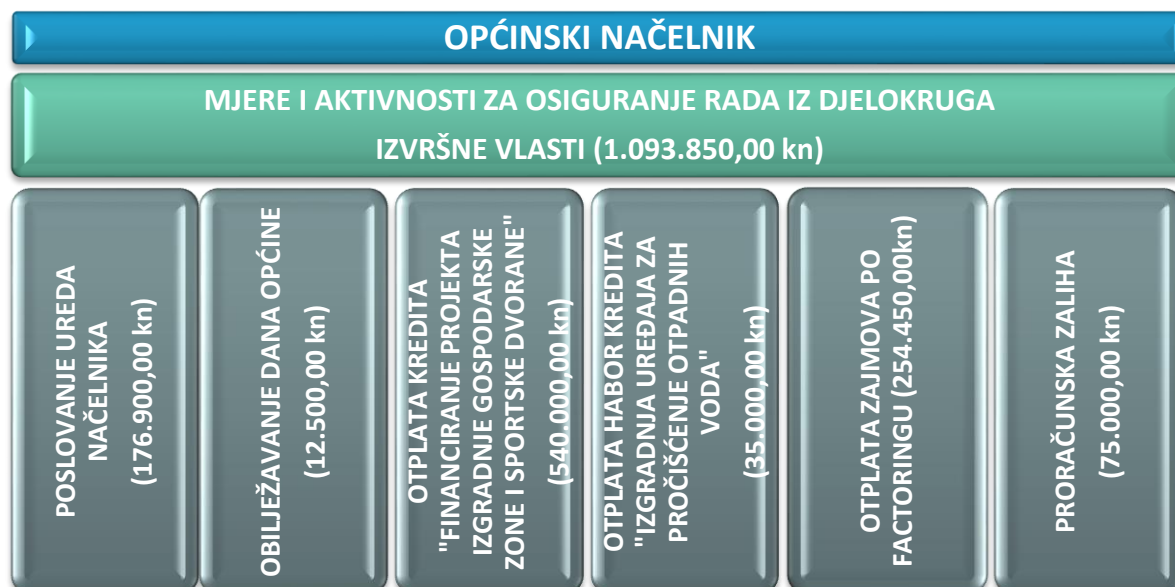 OPĆINSKI NAČELNIK
MJERE I AKTIVNOSTI ZA OSIGURANJE RADA IZ DJELOKRUGA
IZVRŠNE VLASTI (1.093.850,00 kn)
POSLOVANJE UREDA
NAČELNIKA
(176.900,00 kn)
OBILJEŽAVANJE DANA OPĆINE
(12.500,00 kn)
OTPLATA KREDITA
"FINANCIRANJE PROJEKTA
IZGRADNJE GOSPODARSKE
ZONE I SPORTSKE DVORANE"
(540.000,00 kn)
OTPLATA HABOR KREDITA
"IZGRADNJA UREĐAJA ZA
PROČIŠĆENJE OTPADNIH
VODA"
(35.000,00 kn)
OTPLATA ZAJMOVA PO
FACTORINGU (254.450,00kn)
PRORAČUNSKA ZALIHA
(75.000,00 kn)